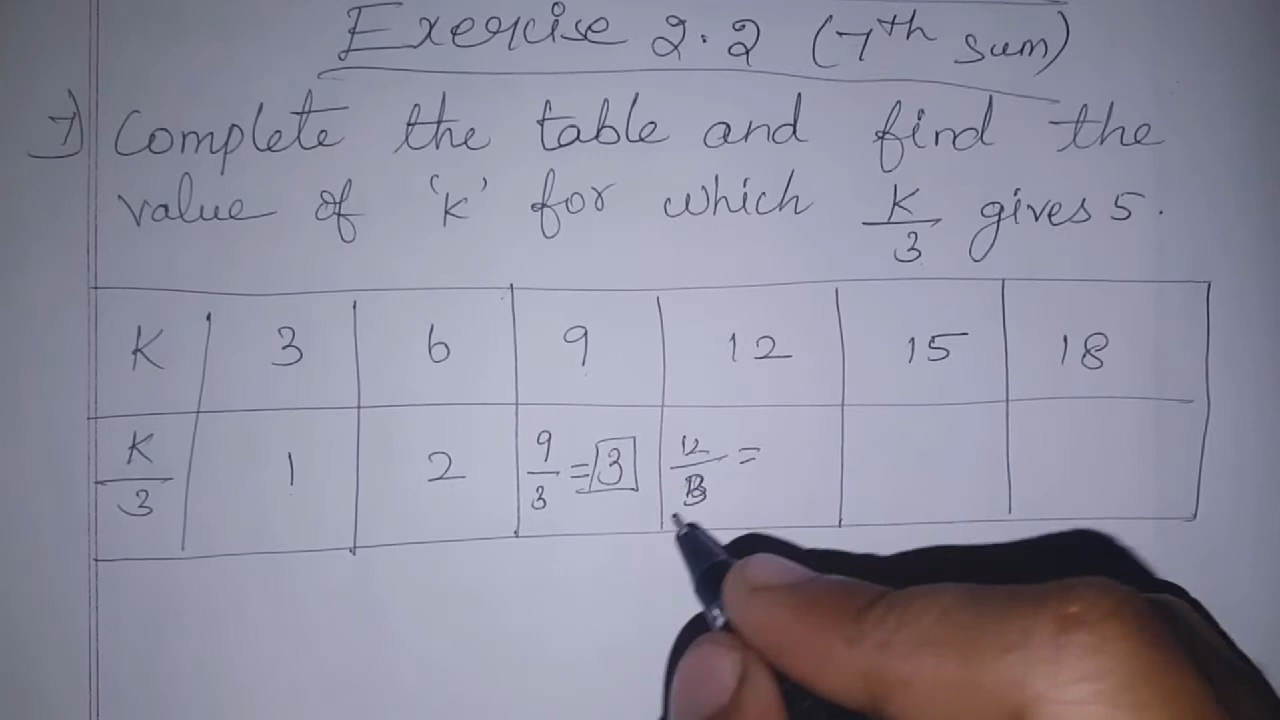 Exercise 2.2 (7th sum)
7) Complete the table and find the
value of 'k' for which K/3 gives 5.
K 3 6 9 12 15 18
K/3 1 2 9/3 = 3 12/3 =